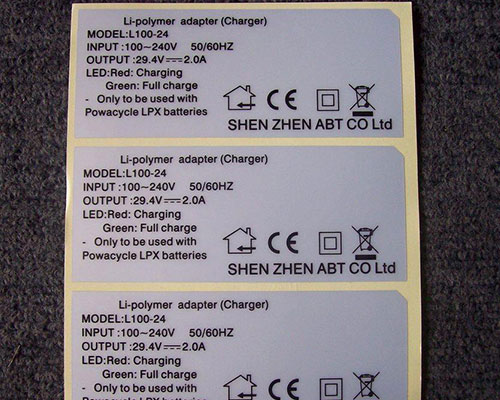 Li-polymer adapter (Charger)
MODEL:L100-24
INPUT :100~240V 50/60HZ
OUTPUT :29.4V⎓2.0A
LED:Red: Charging
Green: Full charge
- Only to be used with
Powacycle LPX batteries
CE
SHEN ZHEN ABT CO Ltd
Li-polymer adapter (Charger)
MODEL:L100-24
INPUT :100~240V 50/60HZ
OUTPUT :29.4V⎓2.0A
LED:Red: Charging
Green: Full charge
- Only to be used with
Powacycle LPX batteries
CE
SHEN ZHEN ABT CO Ltd
Li-polymer adapter (Charger)
MODEL:L100-24
INPUT :100~240V 50/60HZ
OUTPUT :29.4V⎓2.0A
LED:Red: Charging
Green: Full charge
- Only to be used with
Powacycle LPX batteries
CE